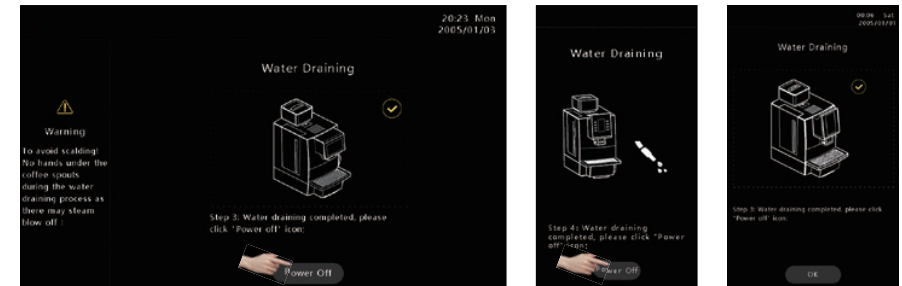 20:23 Mon
2005/01/03
Water Draining
Warning
To avoid scalding!
No hands under the
coffee spouts
during the water
draining process as
there may steam
blow off !
Step 3: Water draining completed, please
click "Power off" icon;
Power Off
Water Draining
Step 4: Water draining
completed, please click "Power
off" icon;
Power Off
00:06 Sat
2005/01/01
Water Draining
Step 3: Water draining completed, please click
"Power off" icon;
OK